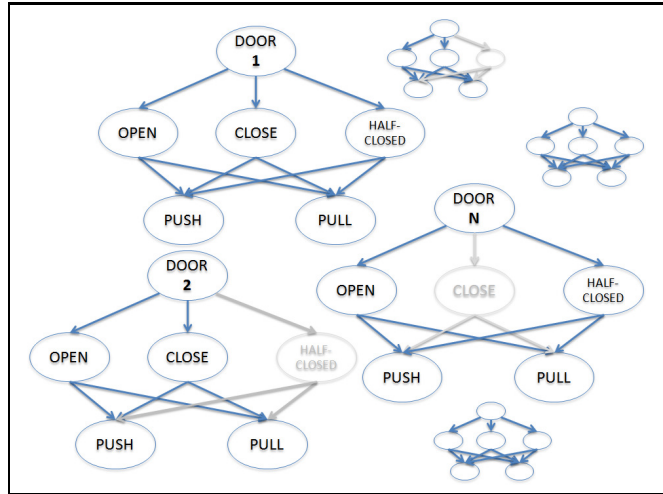 DOOR
1
OPEN
CLOSE
HALF-
CLOSED
PUSH
PULL
DOOR
N
OPEN
CLOSE
HALF-
CLOSED
PUSH
PULL
DOOR
2
OPEN
CLOSE
HALF-
CLOSED
PUSH
PULL